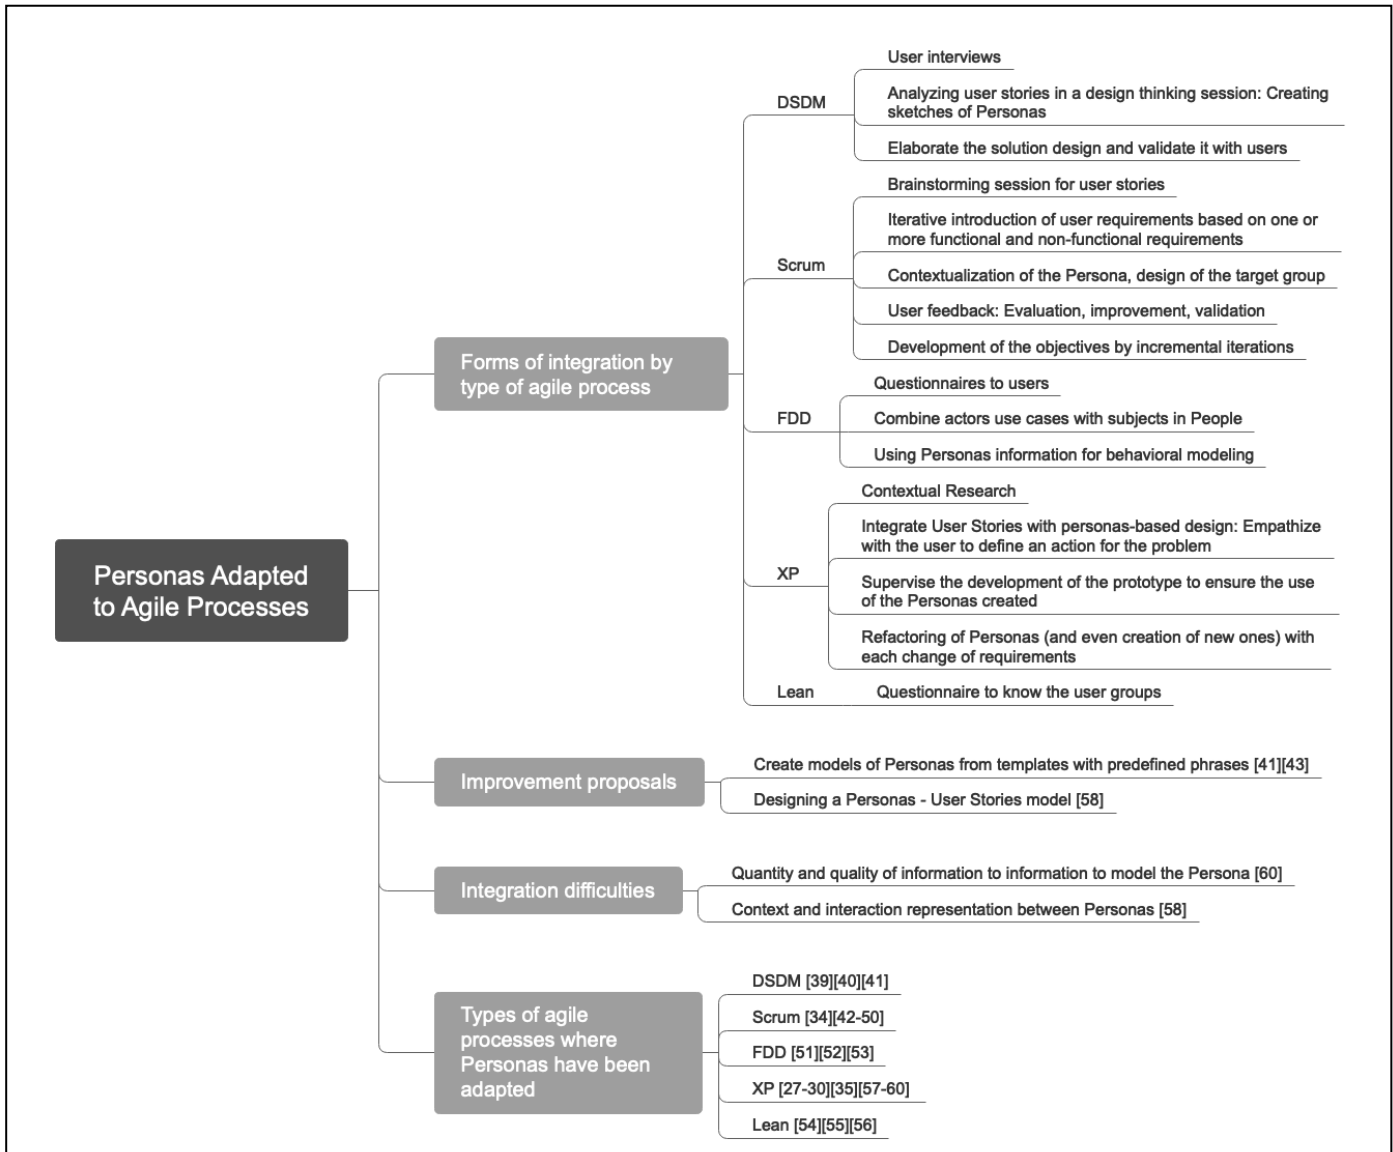 Personas Adapted
to Agile Processes
Forms of integration by
type of agile process
DSDM
User interviews
Analyzing user stories in a design thinking session: Creating
sketches of Personas
Elaborate the solution design and validate it with users
Scrum
Brainstorming session for user stories
Iterative introduction of user requirements based on one or
more functional and non-functional requirements
Contextualization of the Persona, design of the target group
User feedback: Evaluation, improvement, validation
Development of the objectives by incremental iterations
FDD
Questionnaires to users
Combine actors use cases with subjects in People
Using Personas information for behavioral modeling
XP
Contextual Research
Integrate User Stories with personas-based design: Empathize
with the user to define an action for the problem
Supervise the development of the prototype to ensure the use
of the Personas created
Refactoring of Personas (and even creation of new ones) with
each change of requirements
Lean
Questionnaire to know the user groups
Improvement proposals
Create models of Personas from templates with predefined phrases [41][43]
Designing a Personas - User Stories model [58]
Integration difficulties
Quantity and quality of information to information to model the Persona [60]
Context and interaction representation between Personas [58]
Types of agile
processes where
Personas have been
adapted
DSDM [39][40][41]
Scrum [34][42-50]
FDD [51][52][53]
XP [27-30][35][57-60]
Lean [54][55][56]